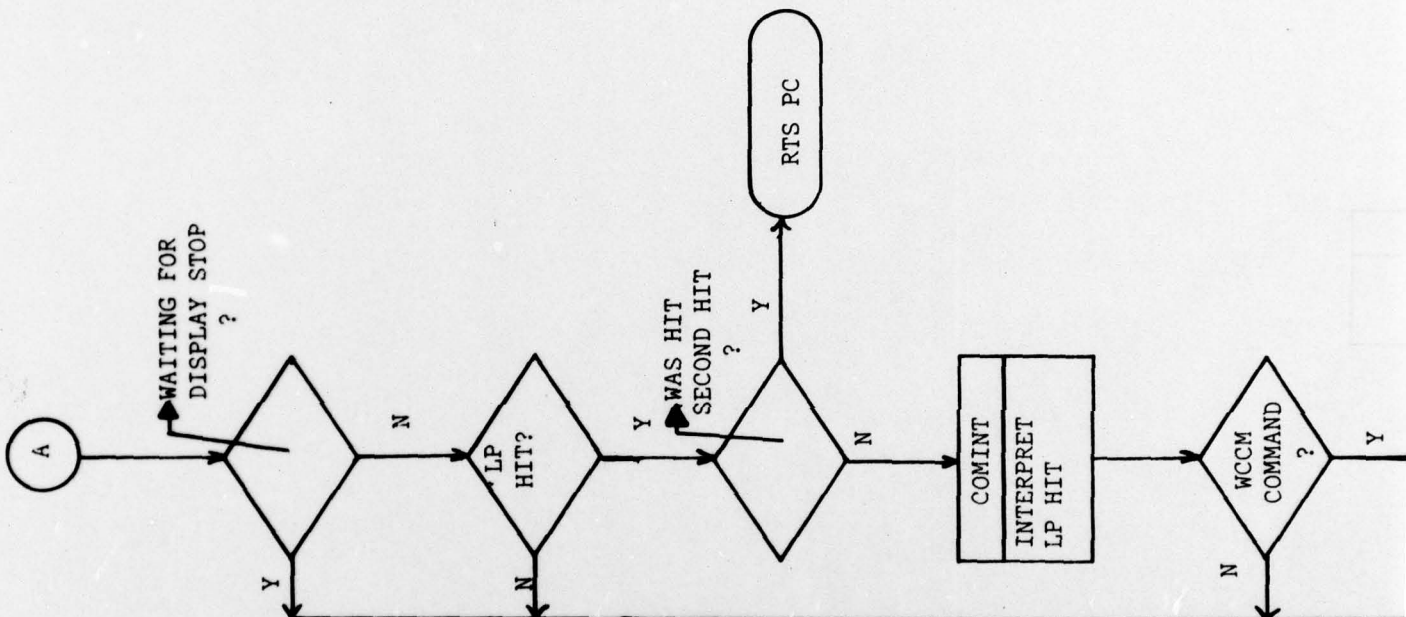 A
WAITING FOR
DISPLAY STOP
?
Y
N
LP
HIT?
N
Y
WAS HIT
SECOND HIT
?
Y
RTS PC
N
COMINT
INTERPRET
LP HIT
WCCM
COMMAND
?
N
Y